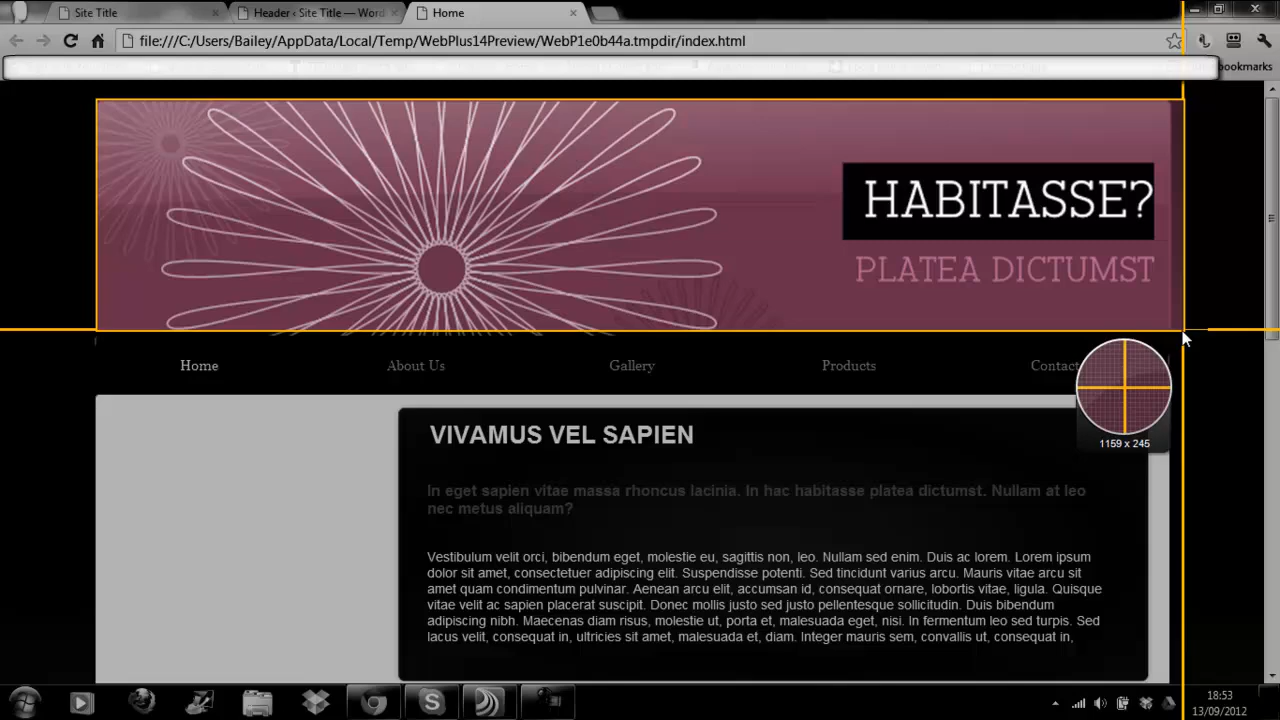 Site Title
Header ‹ Site Title — Word
Home
file:///C:/Users/Bailey/AppData/Local/Temp/WebPlus14Preview/WebP1e0b44a.tmpdir/index.html
bookmarks
HABITASSE?
PLATEA DICTUMST
Home
About Us
Gallery
Products
Contact
1159 x 245
VIVAMUS VEL SAPIEN
In eget sapien vitae massa rhoncus lacinia. In hac habitasse platea dictumst. Nullam at leo
nec metus aliquam?
Vestibulum velit orci, bibendum eget, molestie eu, sagittis non, leo. Nullam sed enim. Duis ac lorem. Lorem ipsum
dolor sit amet, consectetuer adipiscing elit. Suspendisse potenti. Sed tincidunt varius arcu. Mauris vitae arcu sit
amet quam condimentum pulvinar. Aenean arcu elit, accumsan id, consequat ornare, lobortis vitae, ligula. Quisque
vitae velit ac sapien placerat suscipit. Donec mollis justo sed justo pellentesque sollicitudin. Duis bibendum
adipiscing nibh. Maecenas diam risus, molestie ut, porta et, malesuada eget, nisi. In fermentum leo sed turpis. Sed
lacus velit, consequat in, ultricies sit amet, malesuada et, diam. Integer mauris sem, convallis ut, consequat in,
18:53
13/09/2012